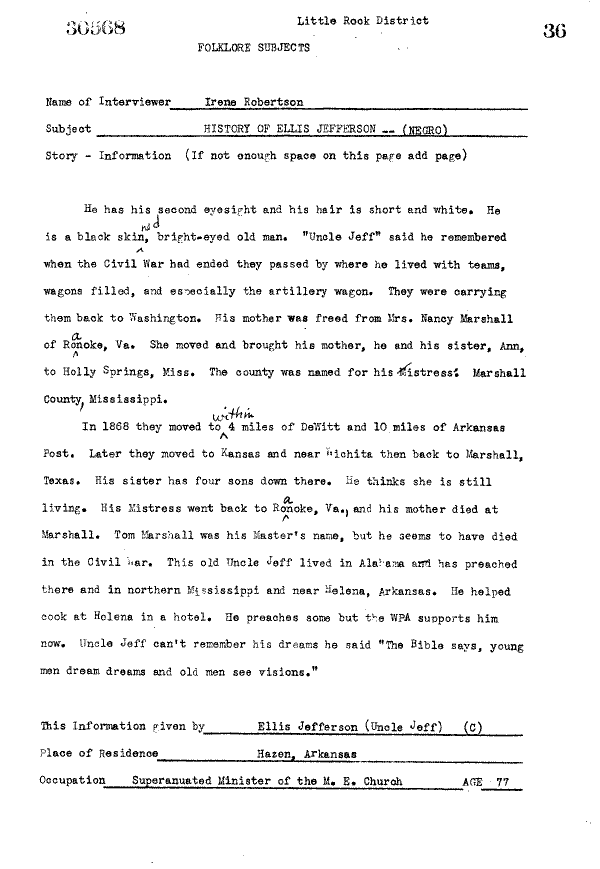 30568
Little Rock District
36
FOLKLORE SUBJECTS
Name of Interviewer Irene Robertson
Subject HISTORY OF ELLIS JEFFERSON -- (NEGRO)
Story - Information (If not enough space on this page add page)
He has his second eyesight and his hair is short and white. He
is a black skinned, bright-eyed old man. "Uncle Jeff" said he remembered
when the Civil War had ended they passed by where he lived with teams,
wagons filled, and especially the artillery wagon. They were carrying
them back to Washington. His mother was freed from Mrs. Nancy Marshall
of Roanoke, Va. She moved and brought his mother, he and his sister, Ann,
to Holly Springs, Miss. The county was named for his mistress: Marshall
County, Mississippi.
In 1868 they moved to within 4 miles of DeWitt and 10 miles of Arkansas
Post. Later they moved to Kansas and near Wichita then back to Marshall,
Texas. His sister has four sons down there. He thinks she is still
living. His Mistress went back to Roanoke, Va., and his mother died at
Marshall. Tom Marshall was his Master's name, but he seems to have died
in the Civil War. This old Uncle Jeff lived in Alabama and has preached
there and in northern Mississippi and near Helena, Arkansas. He helped
cook at Helena in a hotel. He preaches some but the WPA supports him
now. Uncle Jeff can't remember his dreams he said "The Bible says, young
men dream dreams and old men see visions."
This Information given by Ellis Jefferson (Uncle Jeff) (C)
Place of Residence Hazen, Arkansas
Occupation Superanuated Minister of the M. E. Church AGE 77